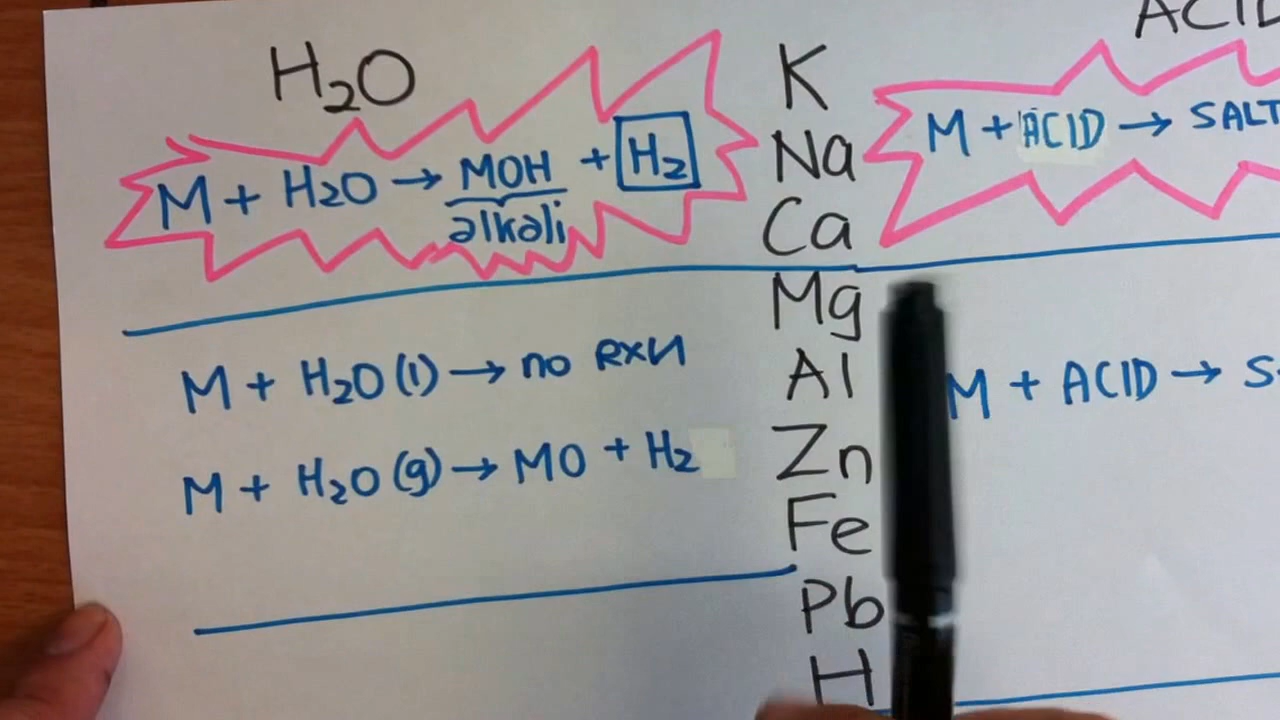 H₂O
M + H₂O → MOH + H₂
alkali
M + H₂O (l) → no RXN
M + H₂O (g) → MO + H₂
K
Na
Ca
Mg
Al
Zn
Fe
Pb
H
ACID
M + ACID → SALT
M + ACID →